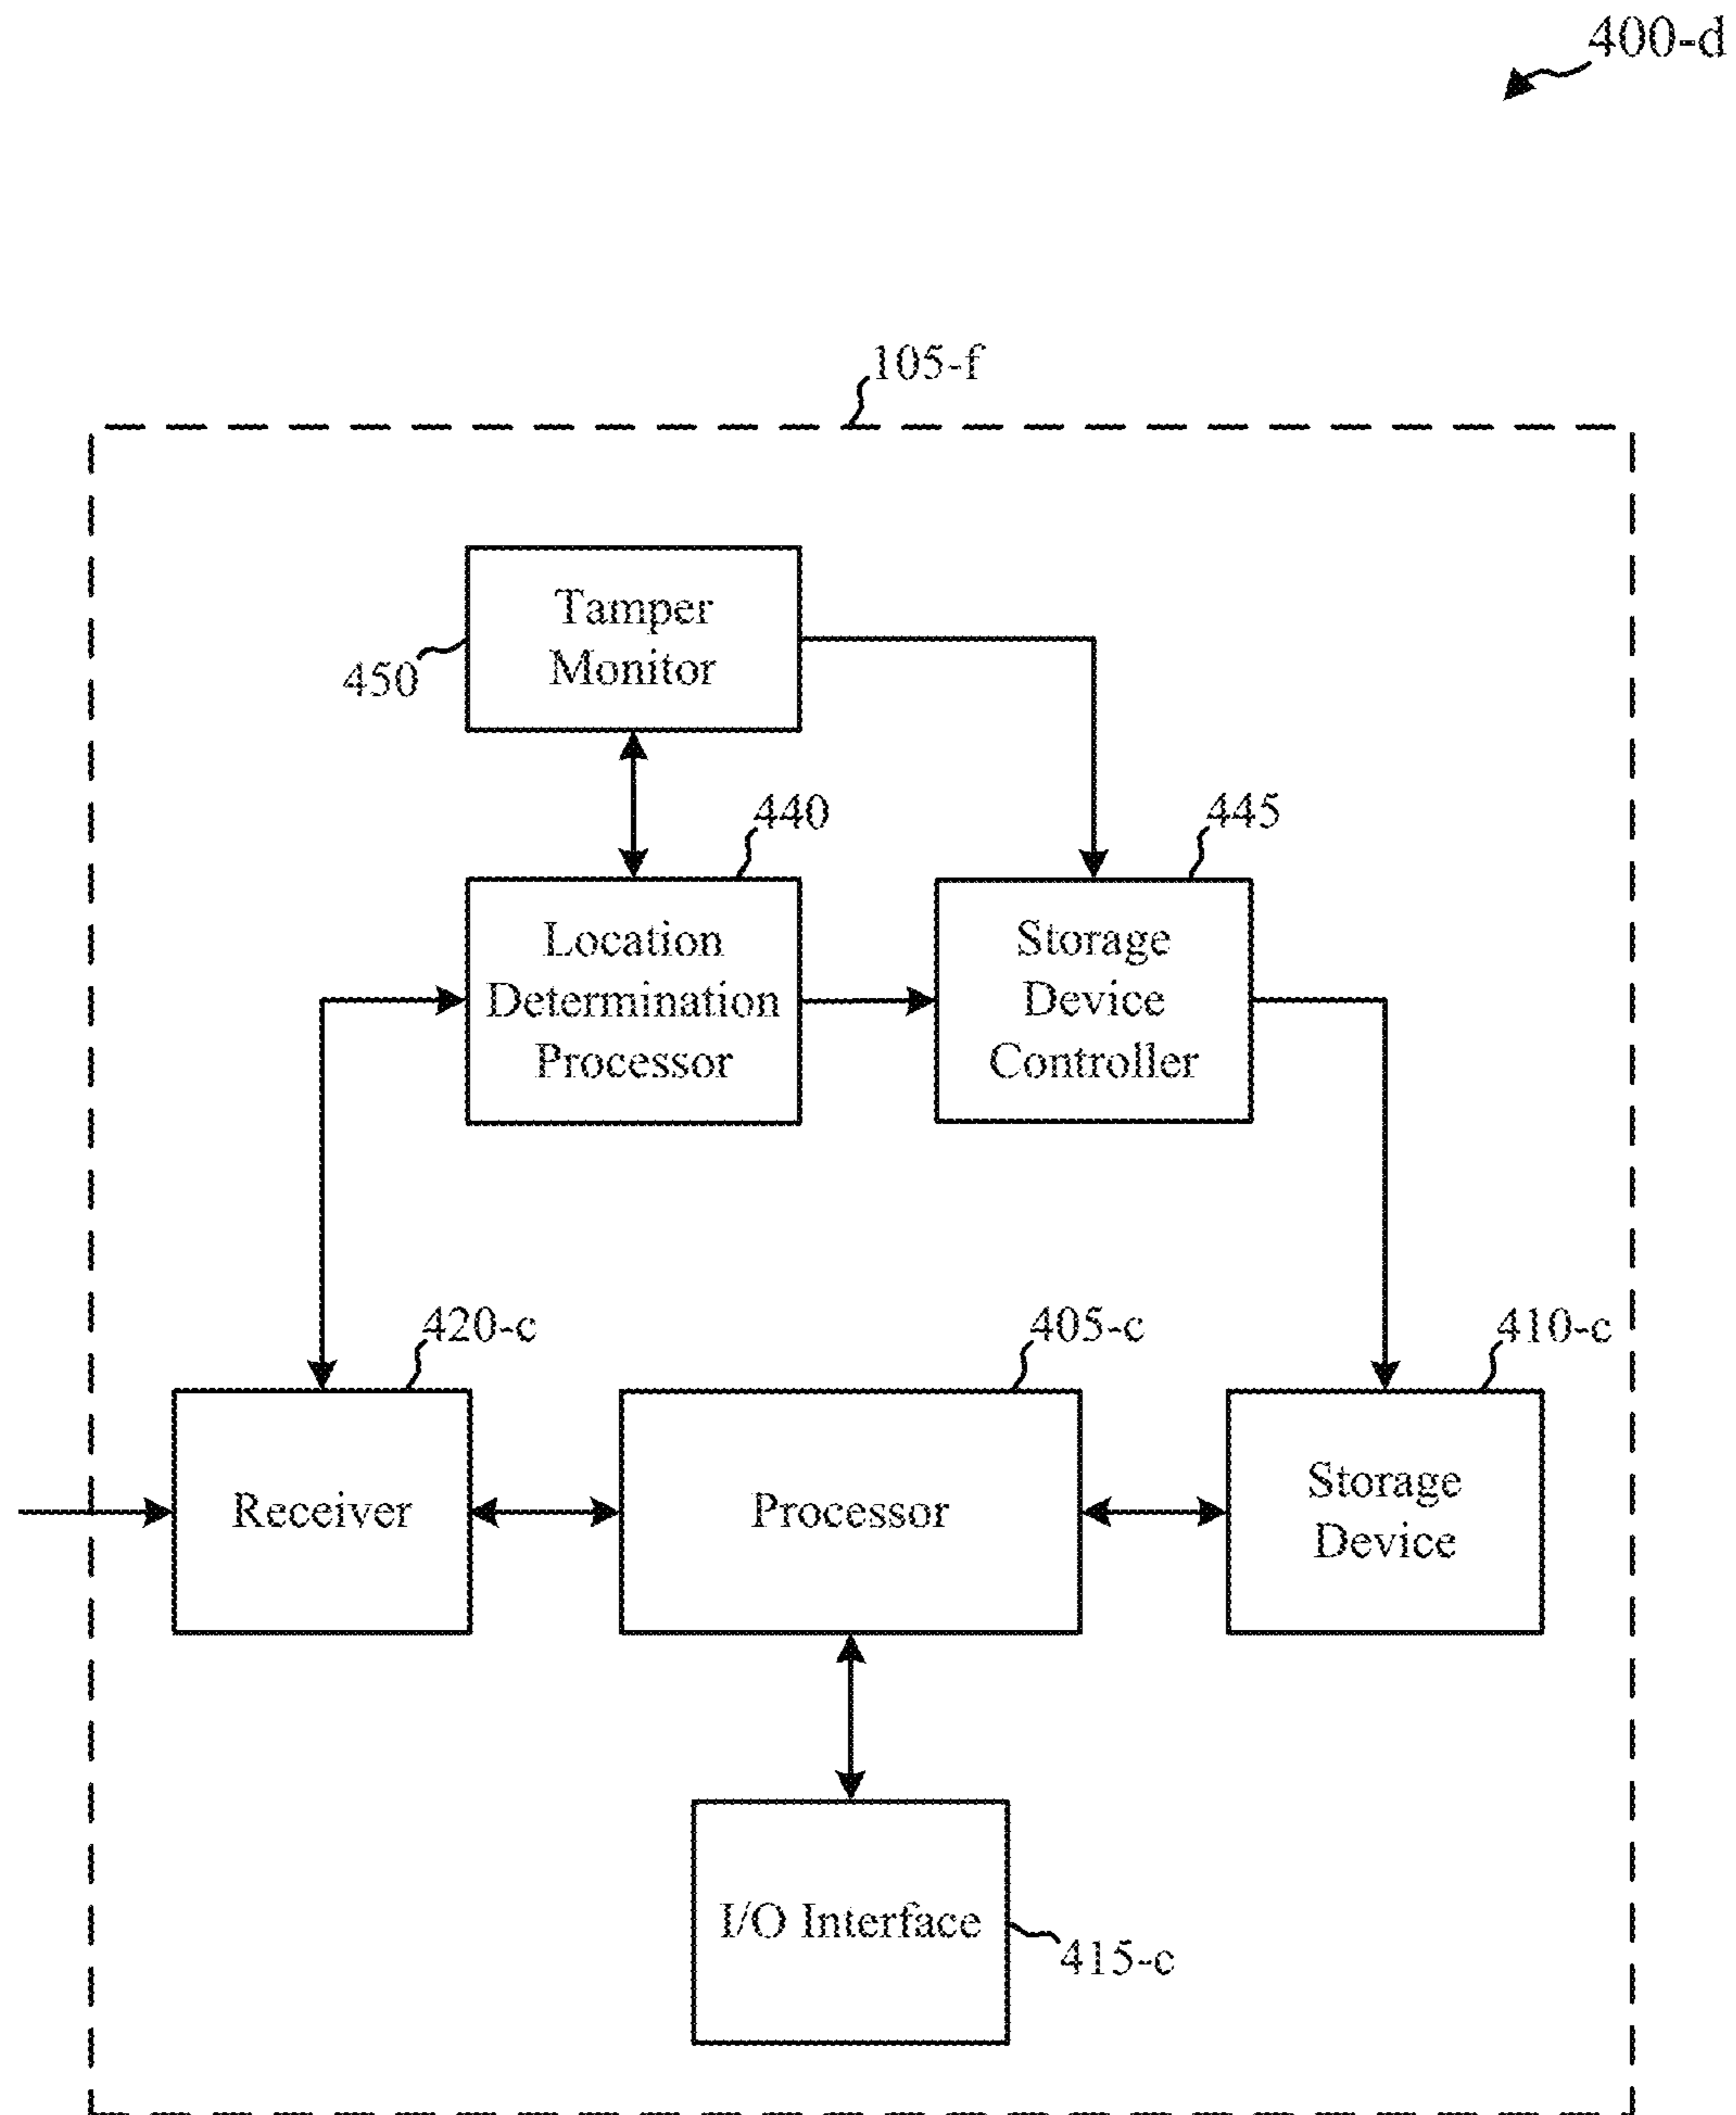 400-d
105-f
Tamper
Monitor
450
440
445
Location
Determination
Processor
Storage
Device
Controller
420-c
405-c
410-c
Receiver
Processor
Storage
Device
I/O Interface
415-c